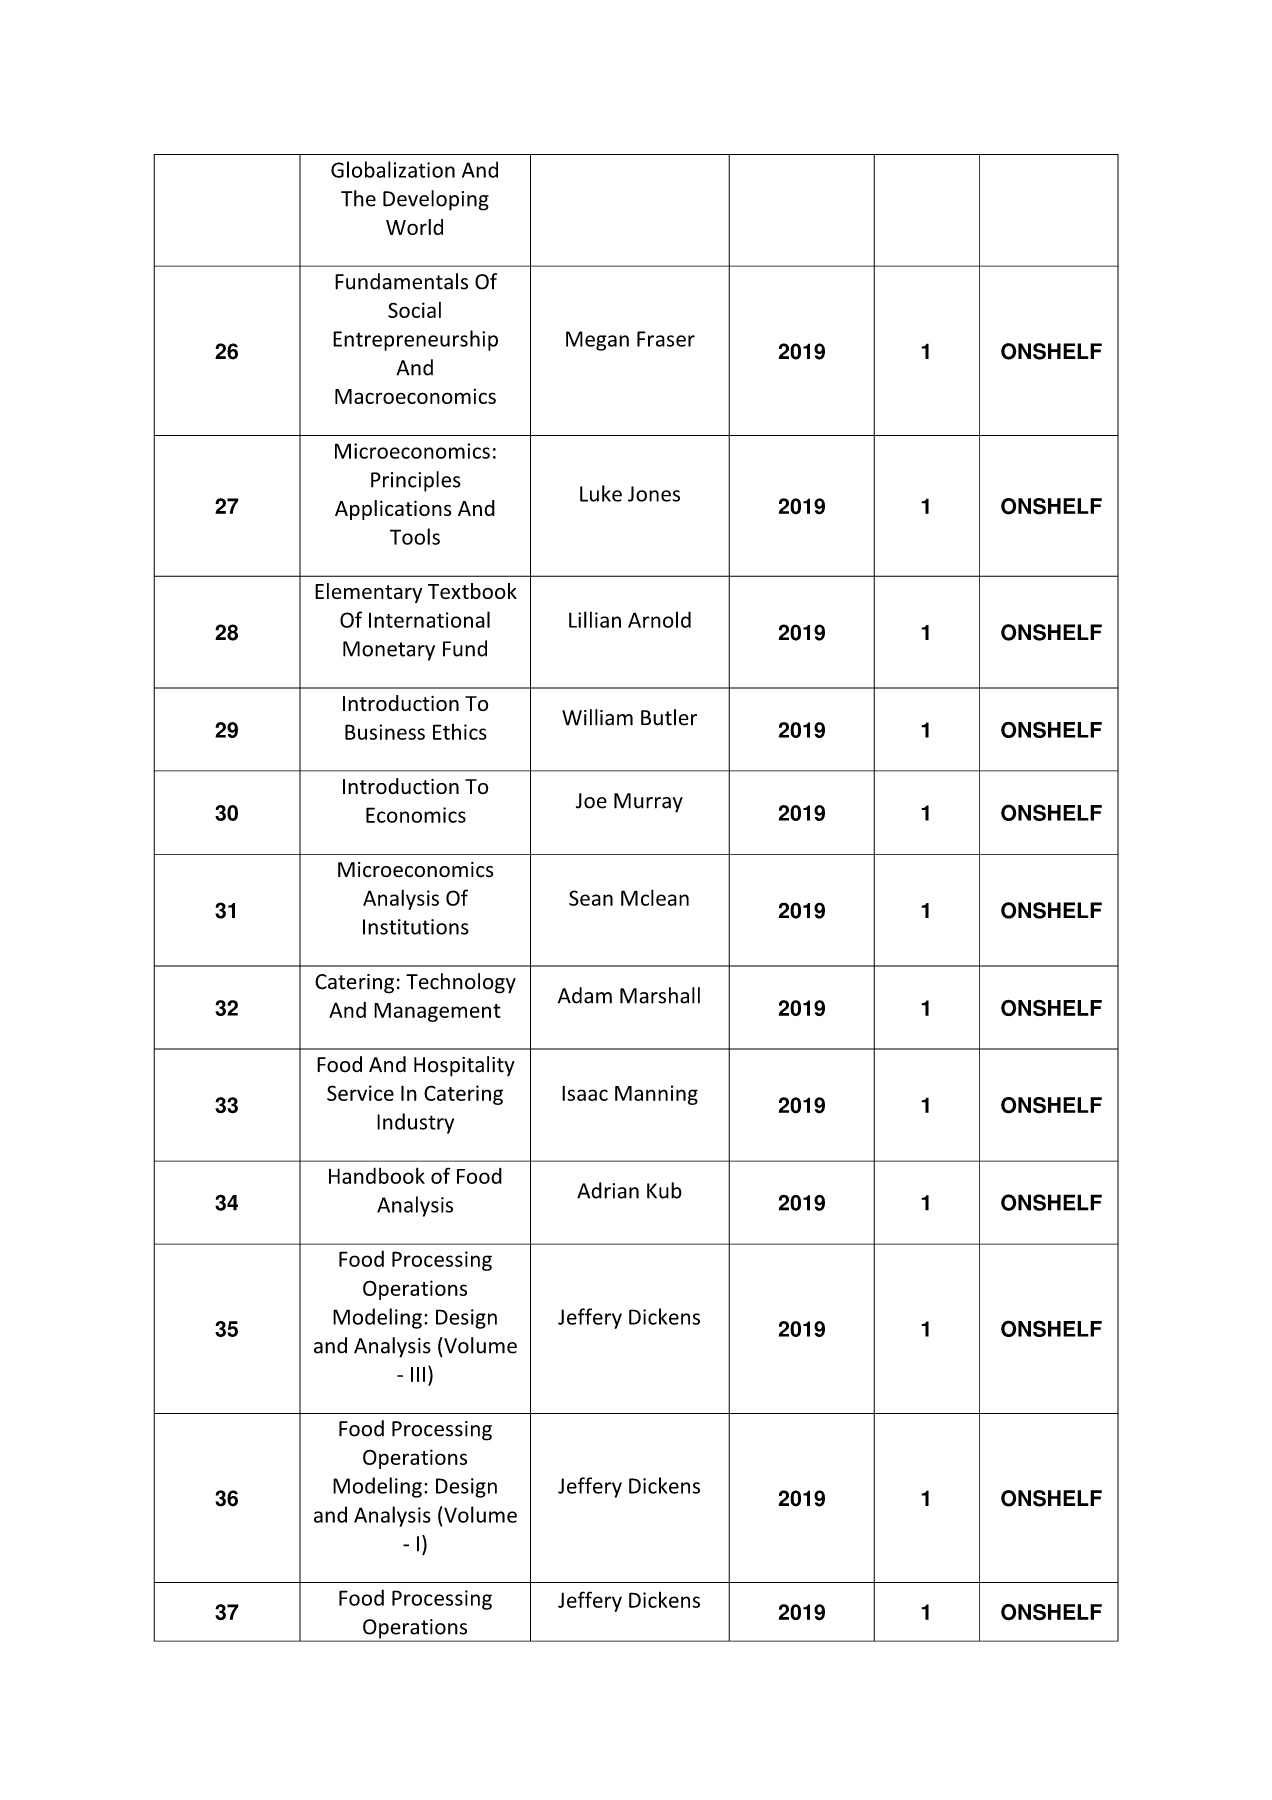 Globalization And
The Developing
World
26
Fundamentals Of
Social
Entrepreneurship
And
Macroeconomics
Megan Fraser
2019
1
ONSHELF
27
Microeconomics:
Principles
Applications And
Tools
Luke Jones
2019
1
ONSHELF
28
Elementary Textbook
Of International
Monetary Fund
Lillian Arnold
2019
1
ONSHELF
29
Introduction To
Business Ethics
William Butler
2019
1
ONSHELF
30
Introduction To
Economics
Joe Murray
2019
1
ONSHELF
31
Microeconomics
Analysis Of
Institutions
Sean Mclean
2019
1
ONSHELF
32
Catering: Technology
And Management
Adam Marshall
2019
1
ONSHELF
33
Food And Hospitality
Service In Catering
Industry
Isaac Manning
2019
1
ONSHELF
34
Handbook of Food
Analysis
Adrian Kub
2019
1
ONSHELF
35
Food Processing
Operations
Modeling: Design
and Analysis (Volume
- III)
Jeffery Dickens
2019
1
ONSHELF
36
Food Processing
Operations
Modeling: Design
and Analysis (Volume
- I)
Jeffery Dickens
2019
1
ONSHELF
37
Food Processing
Operations
Jeffery Dickens
2019
1
ONSHELF